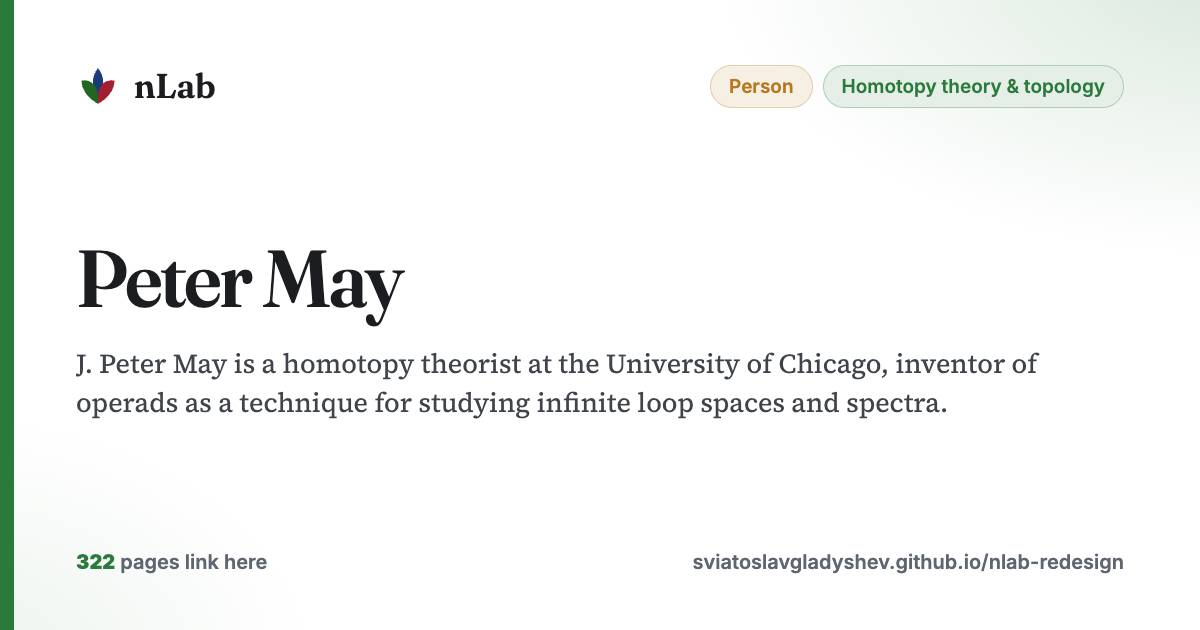 nLab
Person
Homotopy theory & topology
Peter May
J. Peter May is a homotopy theorist at the University of Chicago, inventor of
operads as a technique for studying infinite loop spaces and spectra.
322 pages link here
sviatoslavgladyshev.github.io/nlab-redesign